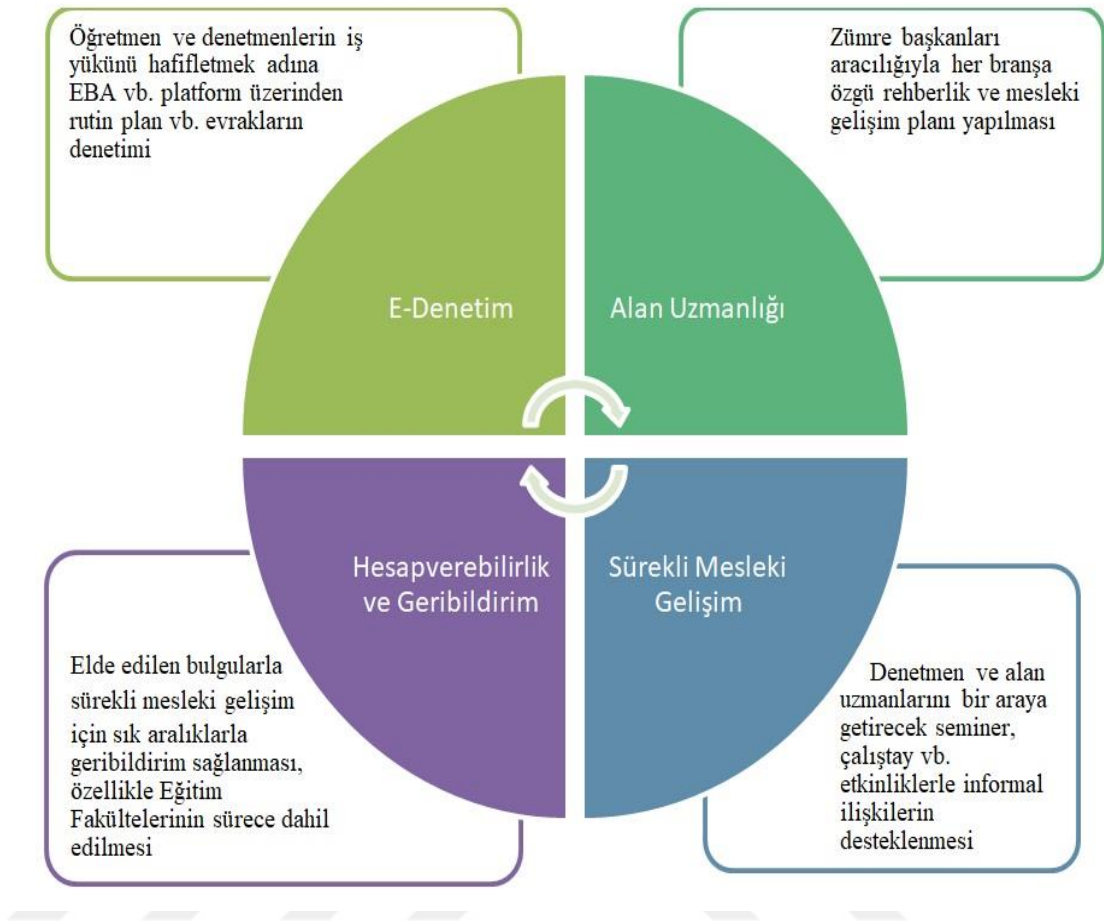 Öğretmen ve denetmenlerin iş
yükünü hafifletmek adına
EBA vb. platform üzerinden
rutin plan vb. evrakların
denetimi
Zümre başkanları
aracılığıyla her branşa
özgü rehberlik ve mesleki
gelişim planı yapılması
E-Denetim
Alan Uzmanlığı
Hesapverebilirlik
ve Geribildirim
Sürekli Mesleki
Gelişim
Elde edilen bulgularla
sürekli mesleki gelişim
için sık aralıklarla
geribildirim sağlanması,
özellikle Eğitim
Fakültelerinin sürece dahil
edilmesi
Denetmen ve alan
uzmanlarını bir araya
getirecek seminer,
çalıştay vb.
etkinliklerle informal
ilişkilerin
desteklenmesi